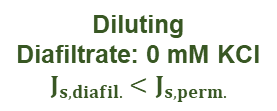 Diluting
Diafiltrate: 0 mM KCl
Js,diafil. < Js,perm.